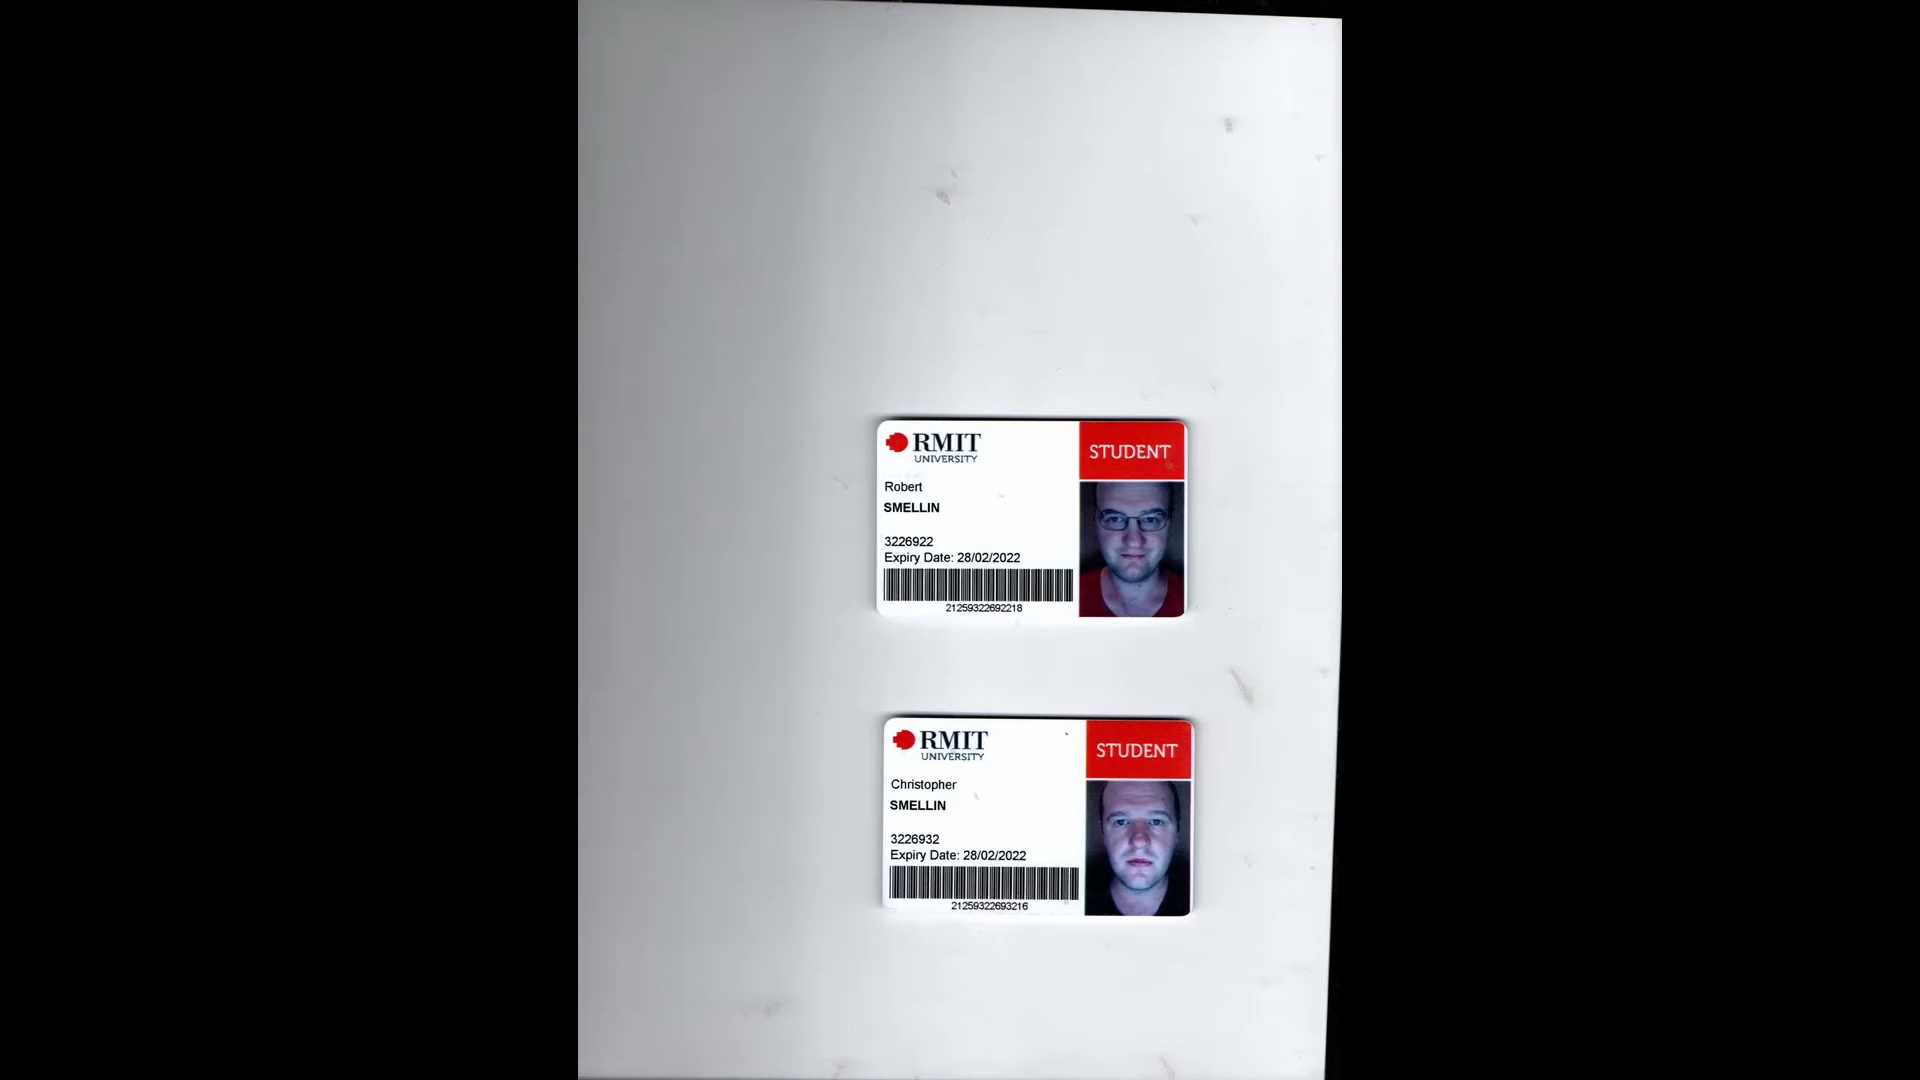 RMIT
UNIVERSITY
STUDENT
Robert
SMELLIN
3226922
Expiry Date: 28/02/2022
21259322692218
RMIT
UNIVERSITY
STUDENT
Christopher
SMELLIN
3226932
Expiry Date: 28/02/2022
21259322693216